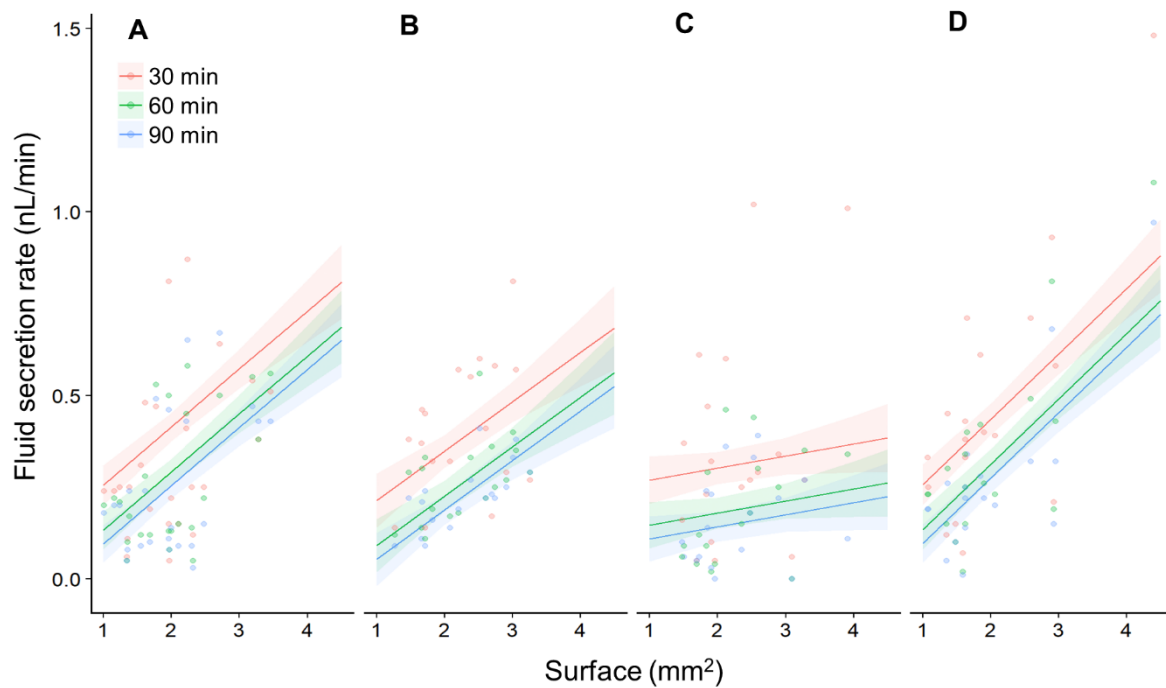 A B C D
30 min
60 min
90 min
Fluid secretion rate (nL/min)
1.5
1.0
0.5
0.0
1 2 3 4 1 2 3 4 1 2 3 4 1 2 3 4
Surface (mm²)